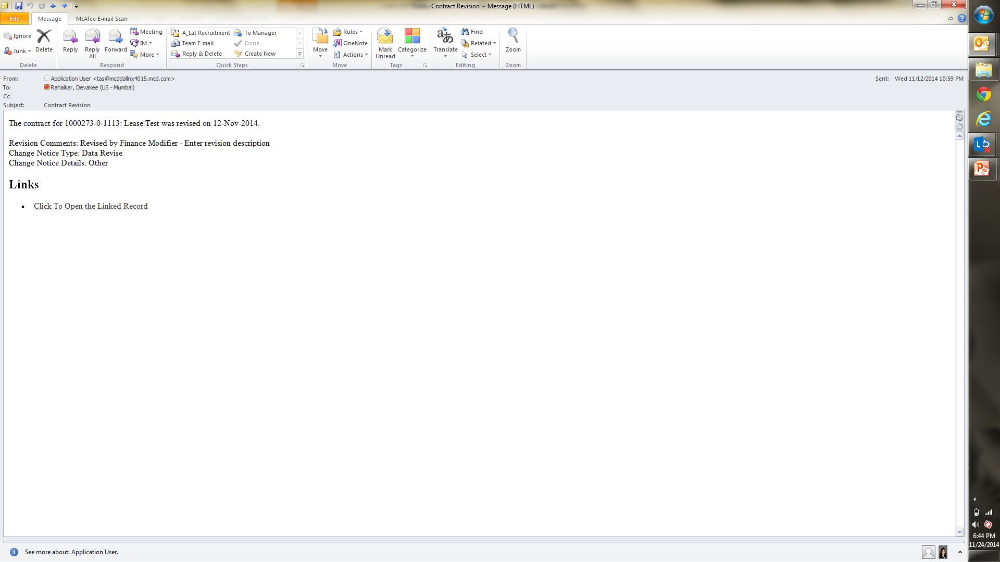 Contract Revision - Message (HTML)
File
Message
McAfee E-mail Scan
Ignore
Junk
Delete
Delete
Reply
Reply All
Forward
Meeting
IM
More
Respond
A_Lat Recruitment
To Manager
Team E-mail
Done
Reply & Delete
Create New
Quick Steps
Move
Rules
OneNote
Actions
Move
Mark Unread
Categorize
Tags
Translate
Find
Related
Select
Editing
Zoom
Zoom
From: Application User <tas@mcddallnx4015.mcd.com>
Sent: Wed 11/12/2014 10:59 PM
To: Rahalkar, Devakee (US - Mumbai)
Cc:
Subject: Contract Revision
The contract for 1000273-0-1113: Lease Test was revised on 12-Nov-2014.
Revision Comments: Revised by Finance Modifier - Enter revision description
Change Notice Type: Data Revise
Change Notice Details: Other
Links
• Click To Open the Linked Record
See more about: Application User.
6:44 PM
11/24/2014